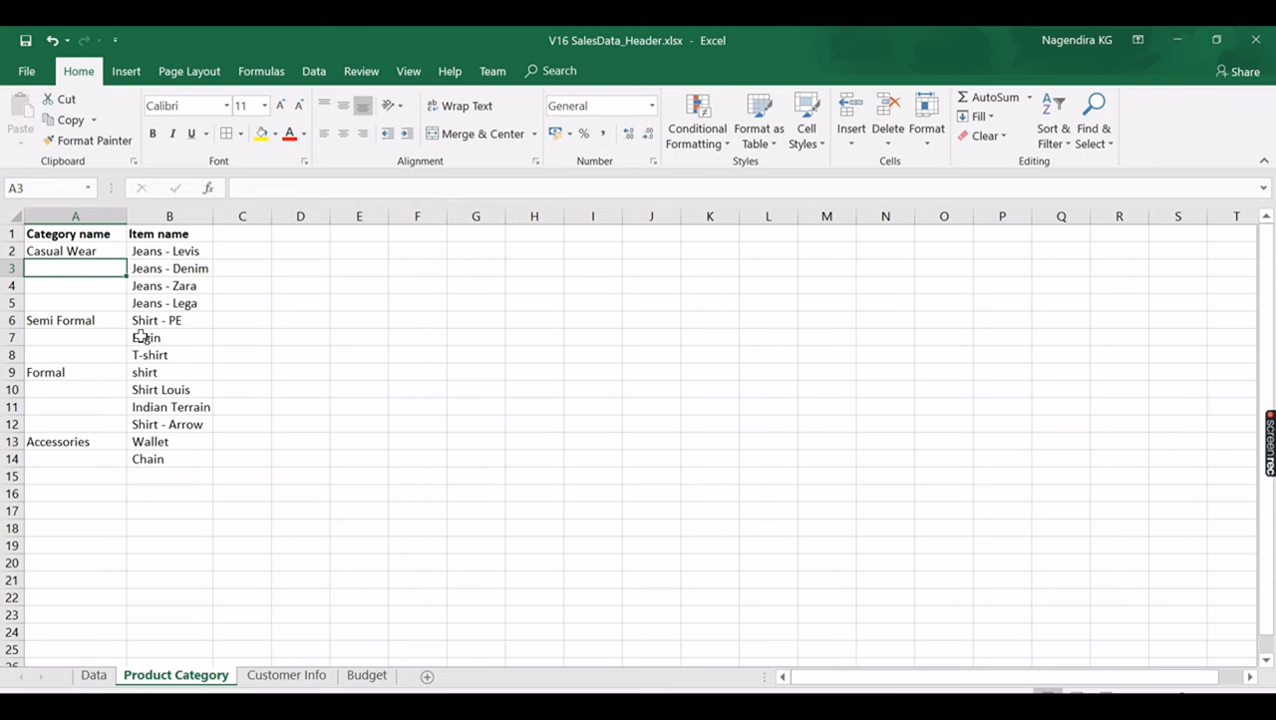 V16 SalesData_Header.xlsx - Excel
Nagendira KG
File Home Insert Page Layout Formulas Data Review View Help Team Search
Share
Paste
Cut
Copy
Format Painter
Clipboard
Calibri 11
B I U
Font
Wrap Text
Merge & Center
Alignment
General
Number
Conditional Formatting
Format as Table
Cell Styles
Styles
Insert
Delete
Format
Cells
AutoSum
Fill
Clear
Sort & Filter
Find & Select
Editing
A3
fx
A B C D E F G H I J K L M N O P Q R S T
1 Category name Item name
2 Casual Wear Jeans - Levis
3 Jeans - Denim
4 Jeans - Zara
5 Jeans - Lega
6 Semi Formal Shirt - PE
7
8 T-shirt
9 Formal shirt
10 Shirt Louis
11 Indian Terrain
12 Shirt - Arrow
13 Accessories Wallet
14 Chain
15
16
17
18
19
20
21
22
23
24
25
Data Product Category Customer Info Budget
screenrec